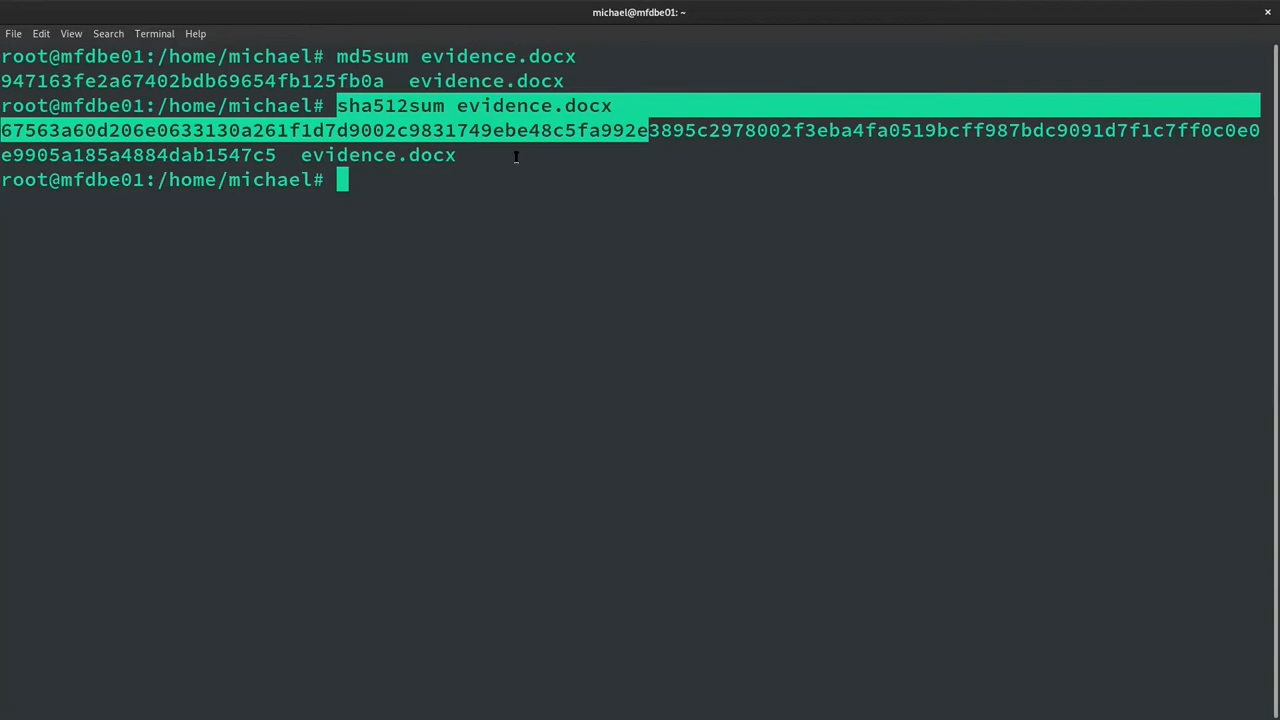 michael@mfdbe01: ~
×
File Edit View Search Terminal Help
root@mfdbe01:/home/michael# md5sum evidence.docx
947163fe2a67402bdb69654fb125fb0a  evidence.docx
root@mfdbe01:/home/michael# sha512sum evidence.docx
67563a60d206e0633130a261f1d7d9002c9831749ebe48c5fa992e3895c2978002f3eba4fa0519bcff987bdc9091d7f1c7ff0c0e0
e9905a185a4884dab1547c5  evidence.docx
root@mfdbe01:/home/michael#